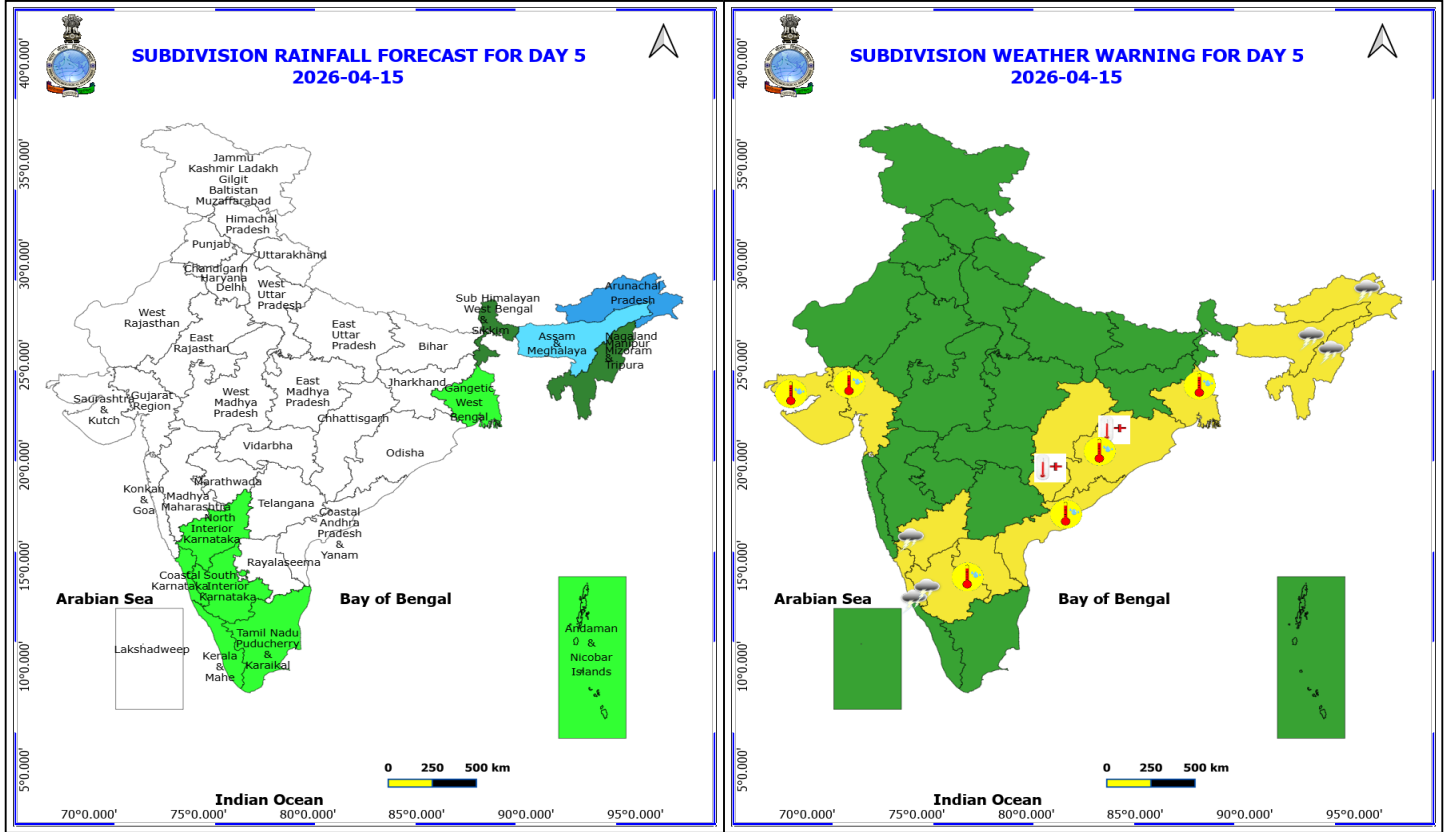 SUBDIVISION RAINFALL FORECAST FOR DAY 5
2026-04-15
40°0.000'
35°0.000'
30°0.000'
25°0.000'
20°0.000'
15°0.000'
10°0.000'
5°0.000'
Jammu
Kashmir Ladakh
Gilgit
Baltistan
Muzaffarabad
Himachal
Pradesh
Punjab
Uttarakhand
Chandigarh
Haryana
Delhi
West
Uttar
Pradesh
West
Rajasthan
East
Rajasthan
East
Uttar
Pradesh
Bihar
Sub Himalayan
West Bengal
&
Sikkim
Arunachal
Pradesh
Assam
&
Meghalaya
Nagaland
Manipur
Mizoram
&
Tripura
Saurashtra
&
Kutch
Gujarat
Region
West
Madhya
Pradesh
East
Madhya
Pradesh
Jharkhand
Gangetic
West
Bengal
Chhattisgarh
Vidarbha
Odisha
Konkan
&
Goa
Madhya
Maharashtra
Marathwada
Telangana
North
Interior
Karnataka
Coastal
Andhra
Pradesh
&
Yanam
Rayalaseema
Coastal
Karnataka
South
Interior
Karnataka
Arabian Sea
Bay of Bengal
Lakshadweep
Kerala
&
Mahe
Tamil Nadu
Puducherry
&
Karaikal
Andaman
&
Nicobar
Islands
0 250 500 km
Indian Ocean
70°0.000' 75°0.000' 80°0.000' 85°0.000' 90°0.000' 95°0.000'
SUBDIVISION WEATHER WARNING FOR DAY 5
2026-04-15
40°0.000'
35°0.000'
30°0.000'
25°0.000'
20°0.000'
15°0.000'
10°0.000'
5°0.000'
Arabian Sea
Bay of Bengal
0 250 500 km
Indian Ocean
70°0.000' 75°0.000' 80°0.000' 85°0.000' 90°0.000' 95°0.000'